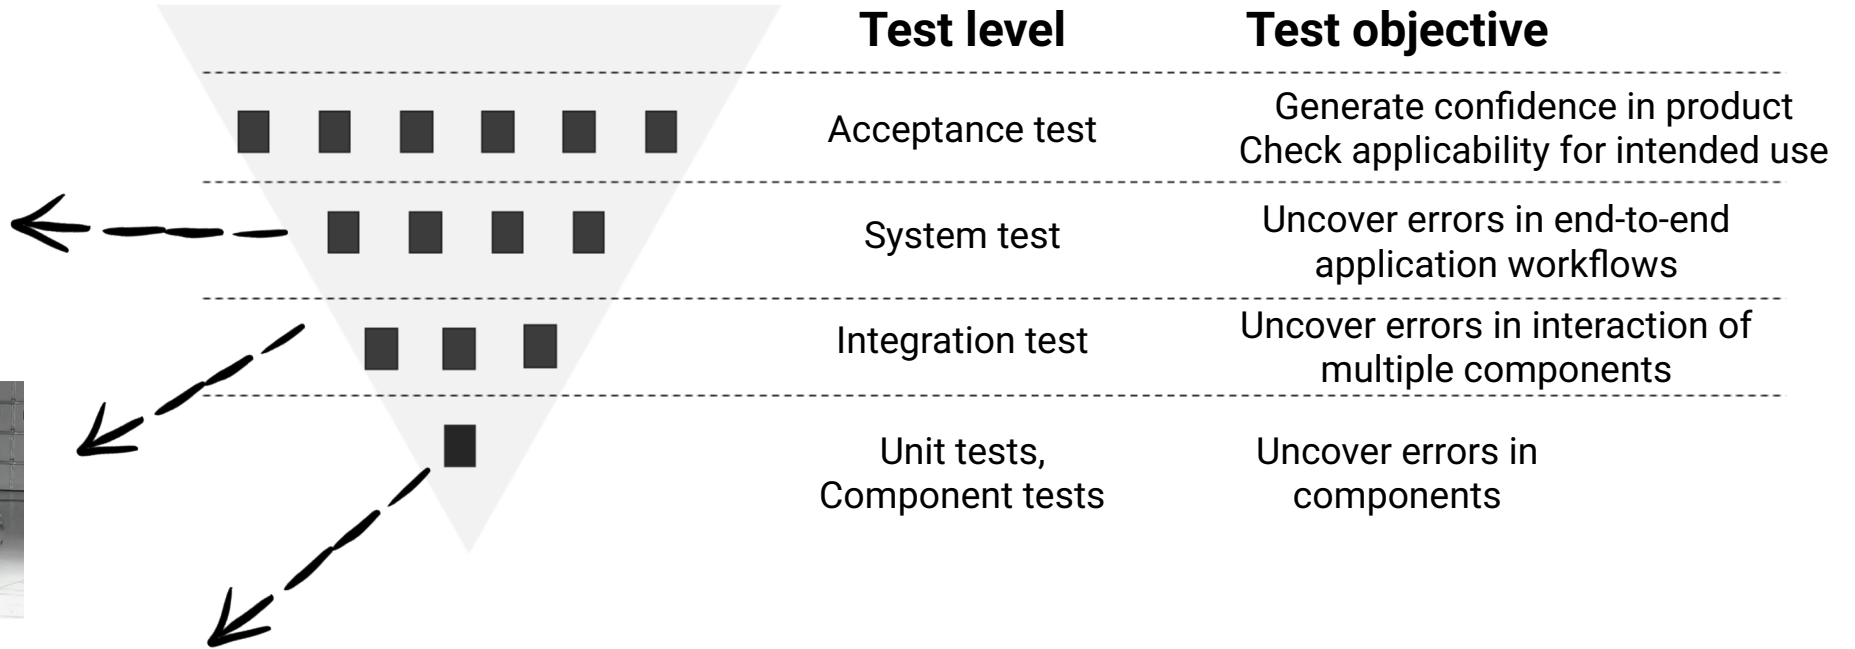 Test level Test objective
Acceptance test
Generate confidence in product
Check applicability for intended use
System test
Uncover errors in end-to-end
application workflows
Integration test
Uncover errors in interaction of
multiple components
Unit tests,
Component tests
Uncover errors in
components